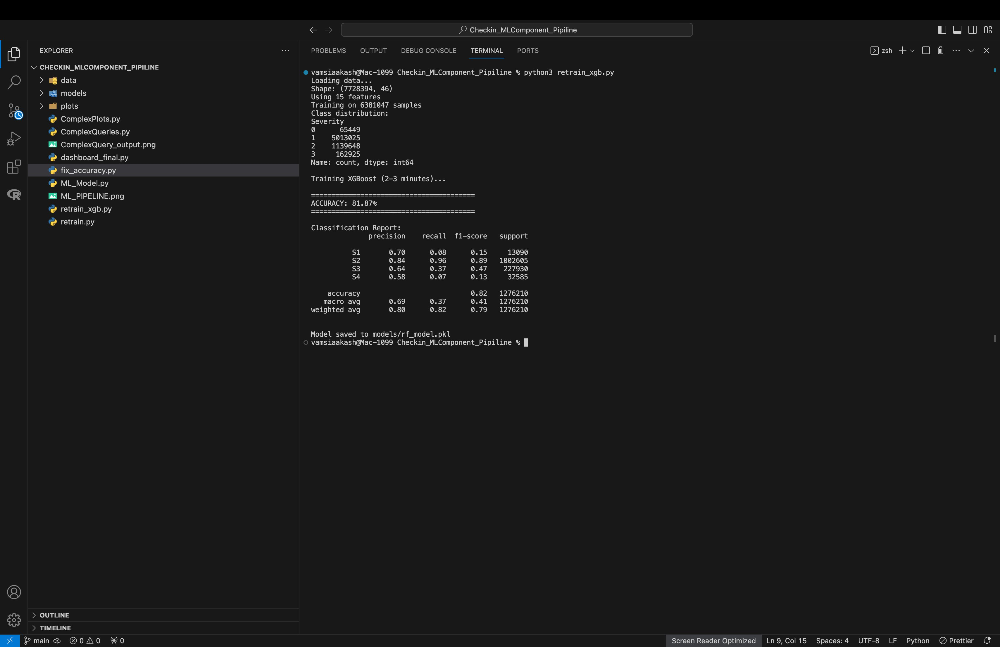 Checkin_MLComponent_Pipiline
EXPLORER
CHECKIN_MLCOMPONENT_PIPILINE
data
models
plots
ComplexPlots.py
ComplexQueries.py
ComplexQuery_output.png
dashboard_final.py
fix_accuracy.py
ML_Model.py
ML_PIPELINE.png
retrain_xgb.py
retrain.py
OUTLINE
TIMELINE
PROBLEMS OUTPUT DEBUG CONSOLE TERMINAL PORTS
zsh
vamsiaakash@Mac-1099 Checkin_MLComponent_Pipiline % python3 retrain_xgb.py
Loading data...
Shape: (7728394, 46)
Using 15 features
Training on 6381047 samples
Class distribution:
Severity
0 65449
1 5013025
2 1139648
3 162925
Name: count, dtype: int64
Training XGBoost (2-3 minutes)...
========================================
ACCURACY: 81.87%
========================================
Classification Report:
precision recall f1-score support
S1 0.70 0.08 0.15 13090
S2 0.84 0.96 0.89 1002605
S3 0.64 0.37 0.47 227930
S4 0.58 0.07 0.13 32585
accuracy 0.82 1276210
macro avg 0.69 0.37 0.41 1276210
weighted avg 0.80 0.82 0.79 1276210
Model saved to models/rf_model.pkl
vamsiaakash@Mac-1099 Checkin_MLComponent_Pipiline %
main 0 0 0 Screen Reader Optimized Ln 9, Col 15 Spaces: 4 UTF-8 LF Python Prettier